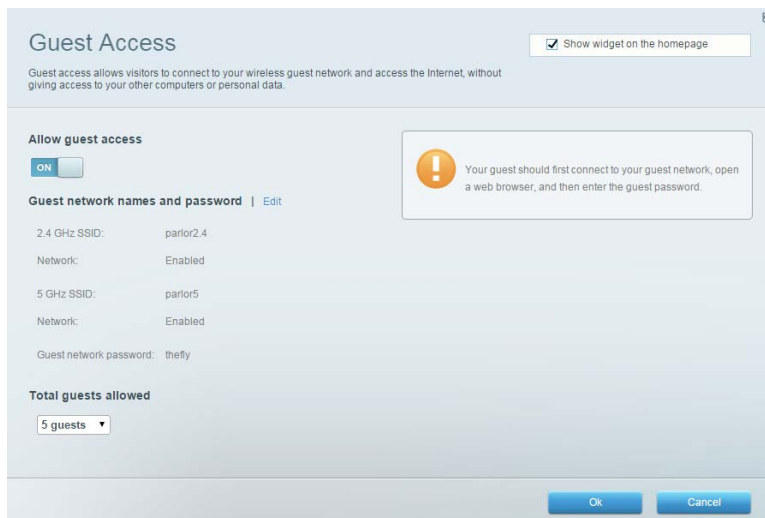 Guest Access
Show widget on the homepage
Guest access allows visitors to connect to your wireless guest network and access the Internet, without
giving access to your other computers or personal data.
Allow guest access
ON
Your guest should first connect to your guest network, open
a web browser, and then enter the guest password.
Guest network names and password | Edit
2.4 GHz SSID: parlor2.4
Network: Enabled
5 GHz SSID: parlor5
Network: Enabled
Guest network password: thefly
Total guests allowed
5 guests
Ok Cancel